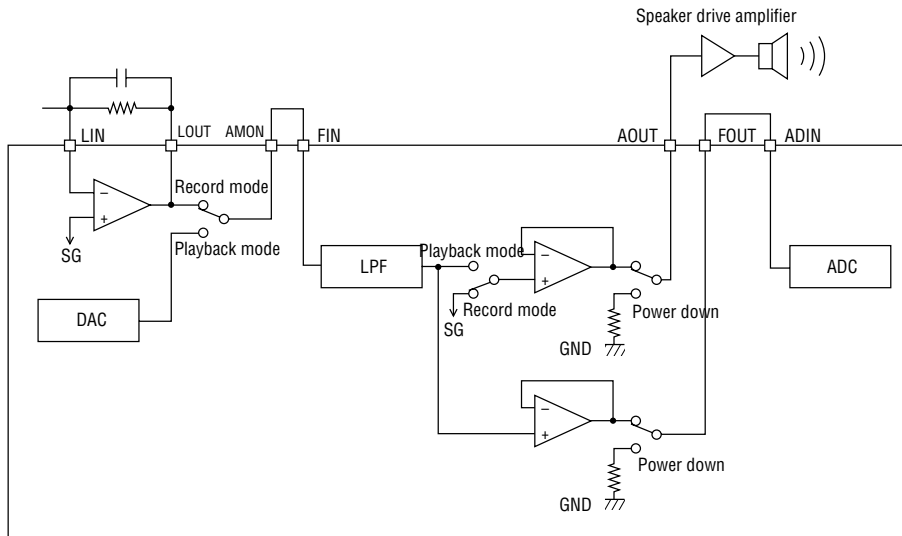 Speaker drive amplifier
LIN
LOUT
AMON
FIN
AOUT
FOUT
ADIN
−
+
SG
Record mode
Playback mode
DAC
LPF
Playback mode
Record mode
SG
−
+
Power down
GND
ADC
−
+
Power down
GND